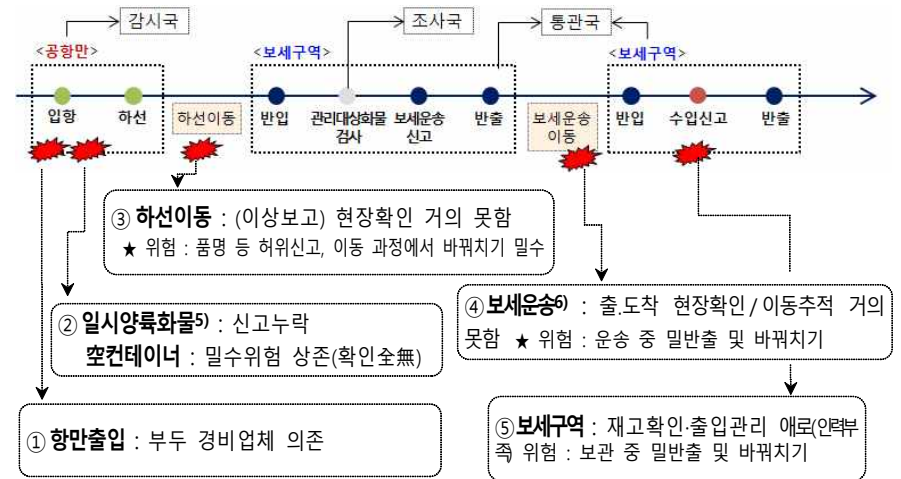 감시국
조사국
통관국
<공항만>
<보세구역>
<보세구역>
입항
하선
하선이동
반입
관리대상화물
검사
보세운송
신고
반출
보세운송
이동
반입
수입신고
반출
③ 하선이동 : (이상보고) 현장확인 거의 못함
★ 위험 : 품명 등 허위신고, 이동 과정에서 바꿔치기 밀수
② 일시양륙화물5) : 신고누락
空컨테이너 : 밀수위험 상존(확인全無)
④ 보세운송6) : 출.도착 현장확인/이동추적 거의
못함 ★ 위험 : 운송 중 밀반출 및 바꿔치기
① 항만출입 : 부두 경비업체 의존
⑤ 보세구역 : 재고확인·출입관리 애로(인력부
족) 위험 : 보관 중 밀반출 및 바꿔치기